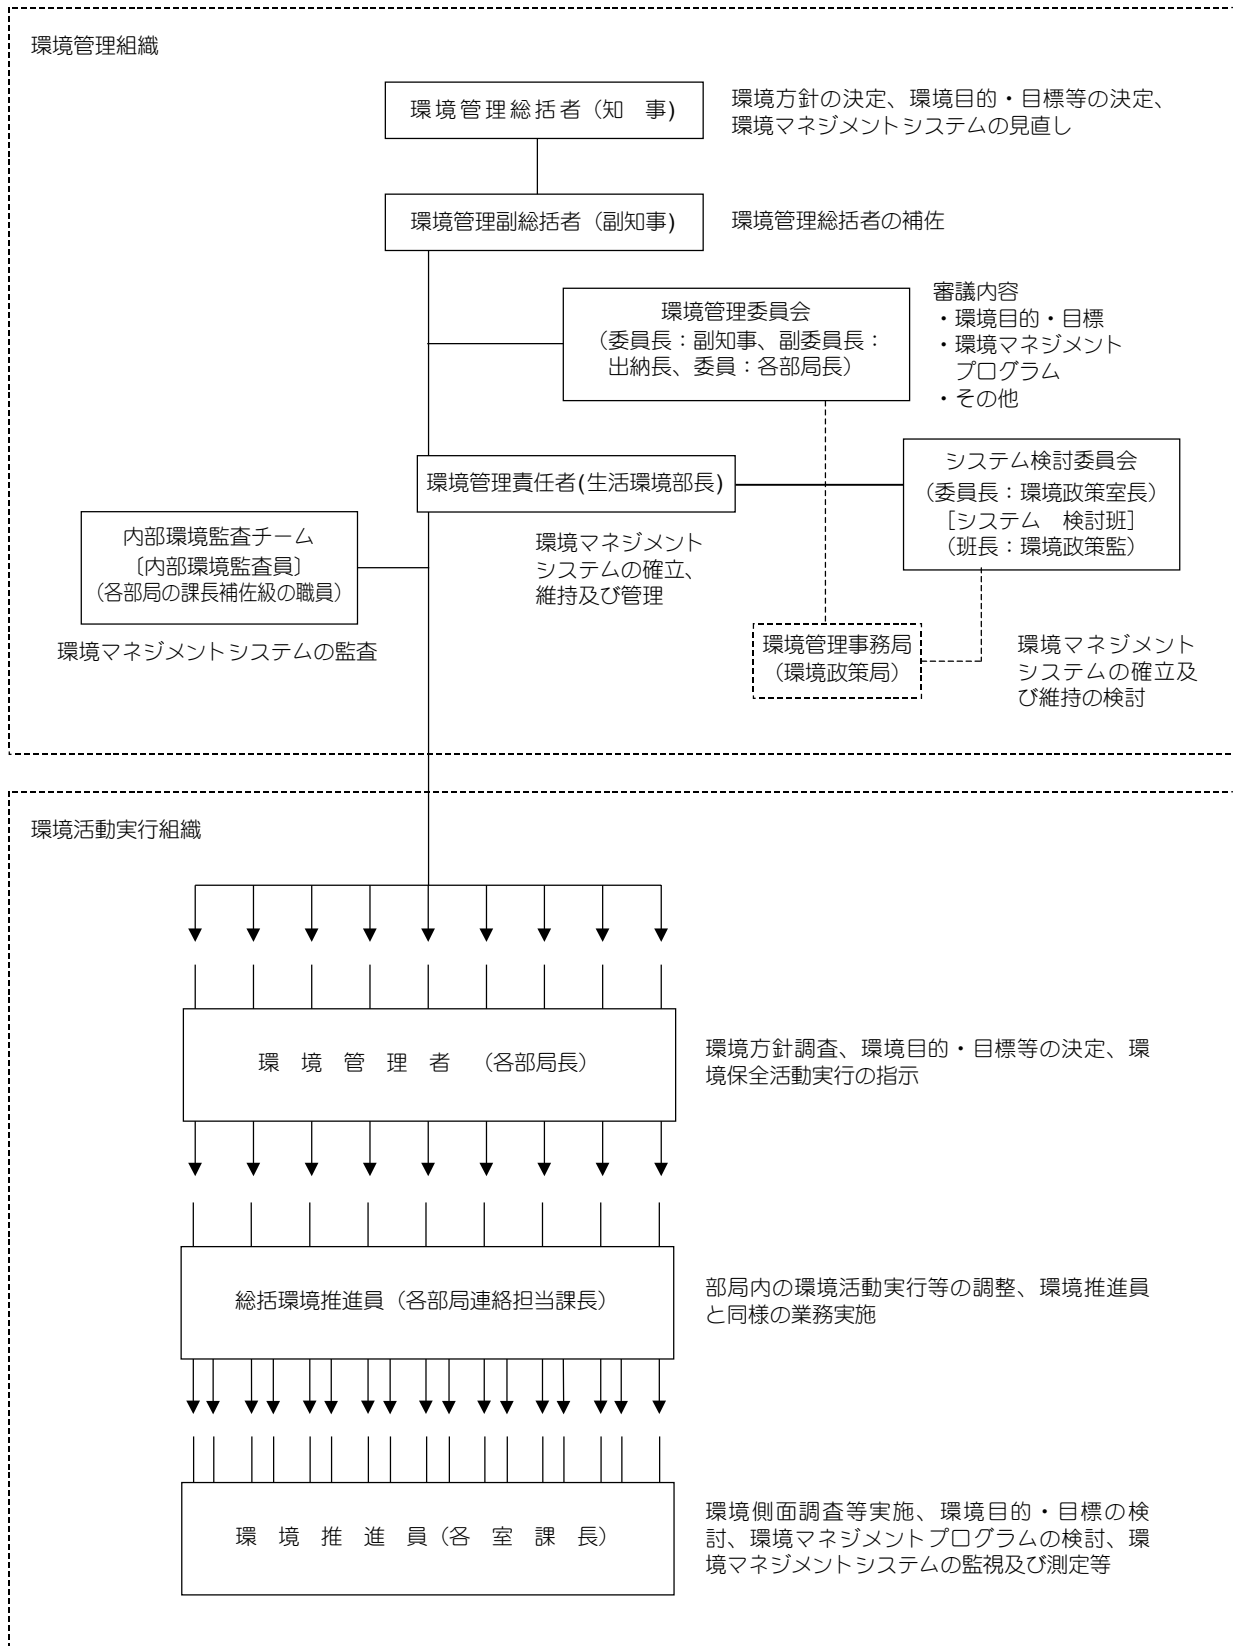 環境管理組織
環境管理総括者（知　事）
環境方針の決定、環境目的・目標等の決定、
環境マネジメントシステムの見直し
環境管理副総括者（副知事）
環境管理総括者の補佐
環境管理委員会
（委員長：副知事、副委員長：
出納長、委員：各部局長）
審議内容
・環境目的・目標
・環境マネジメント
プログラム
・その他
環境管理責任者(生活環境部長)
環境マネジメント
システムの確立、
維持及び管理
システム検討委員会
（委員長：環境政策室長）
［システム　検討班］
（班長：環境政策監）
内部環境監査チーム
〔内部環境監査員〕
（各部局の課長補佐級の職員）
環境マネジメントシステムの監査
環境管理事務局
（環境政策局）
環境マネジメント
システムの確立及
び維持の検討
環境活動実行組織
環　境　管　理　者　（各部局長）
環境方針調査、環境目的・目標等の決定、環
境保全活動実行の指示
総括環境推進員（各部局連絡担当課長）
部局内の環境活動実行等の調整、環境推進員
と同様の業務実施
環　境　推　進　員（各　室　課　長）
環境側面調査等実施、環境目的・目標の検
討、環境マネジメントプログラムの検討、環
境マネジメントシステムの監視及び測定等